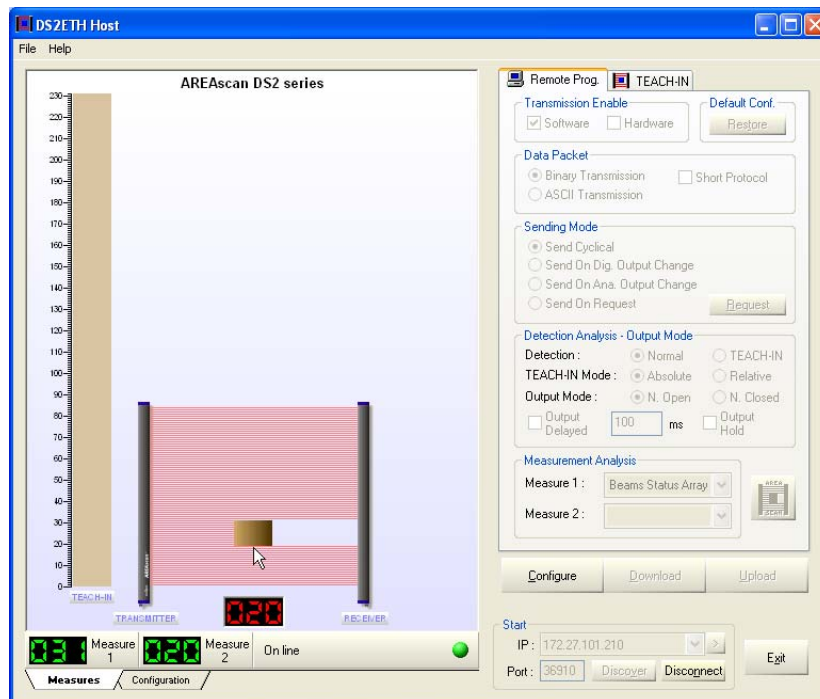 DS2ETH Host
File Help
AREAscan DS2 series
230
220
210
200
190
180
170
160
150
140
130
120
110
100
90
80
70
60
50
40
30
20
10
0
TEACH-IN
TRANSMITTER
020
RECEIVER
031 Measure 1 020 Measure 2 On line
Measures Configuration
Remote Prog. TEACH-IN
Transmission Enable Default Conf.
Software Hardware Restore
Data Packet
Binary Transmission Short Protocol
ASCII Transmission
Sending Mode
Send Cyclical
Send On Dig. Output Change
Send On Ana. Output Change
Send On Request Request
Detection Analysis - Output Mode
Detection : Normal TEACH-IN
TEACH-IN Mode : Absolute Relative
Output Mode : N. Open N. Closed
Output Delayed 100 ms Output Hold
Measurement Analysis
Measure 1 : Beams Status Array
AREA
SCAN
Measure 2 :
Configure Download Upload
Start
IP : 172.27.101.210 >
Port : 36910 Discover Disconnect
Exit